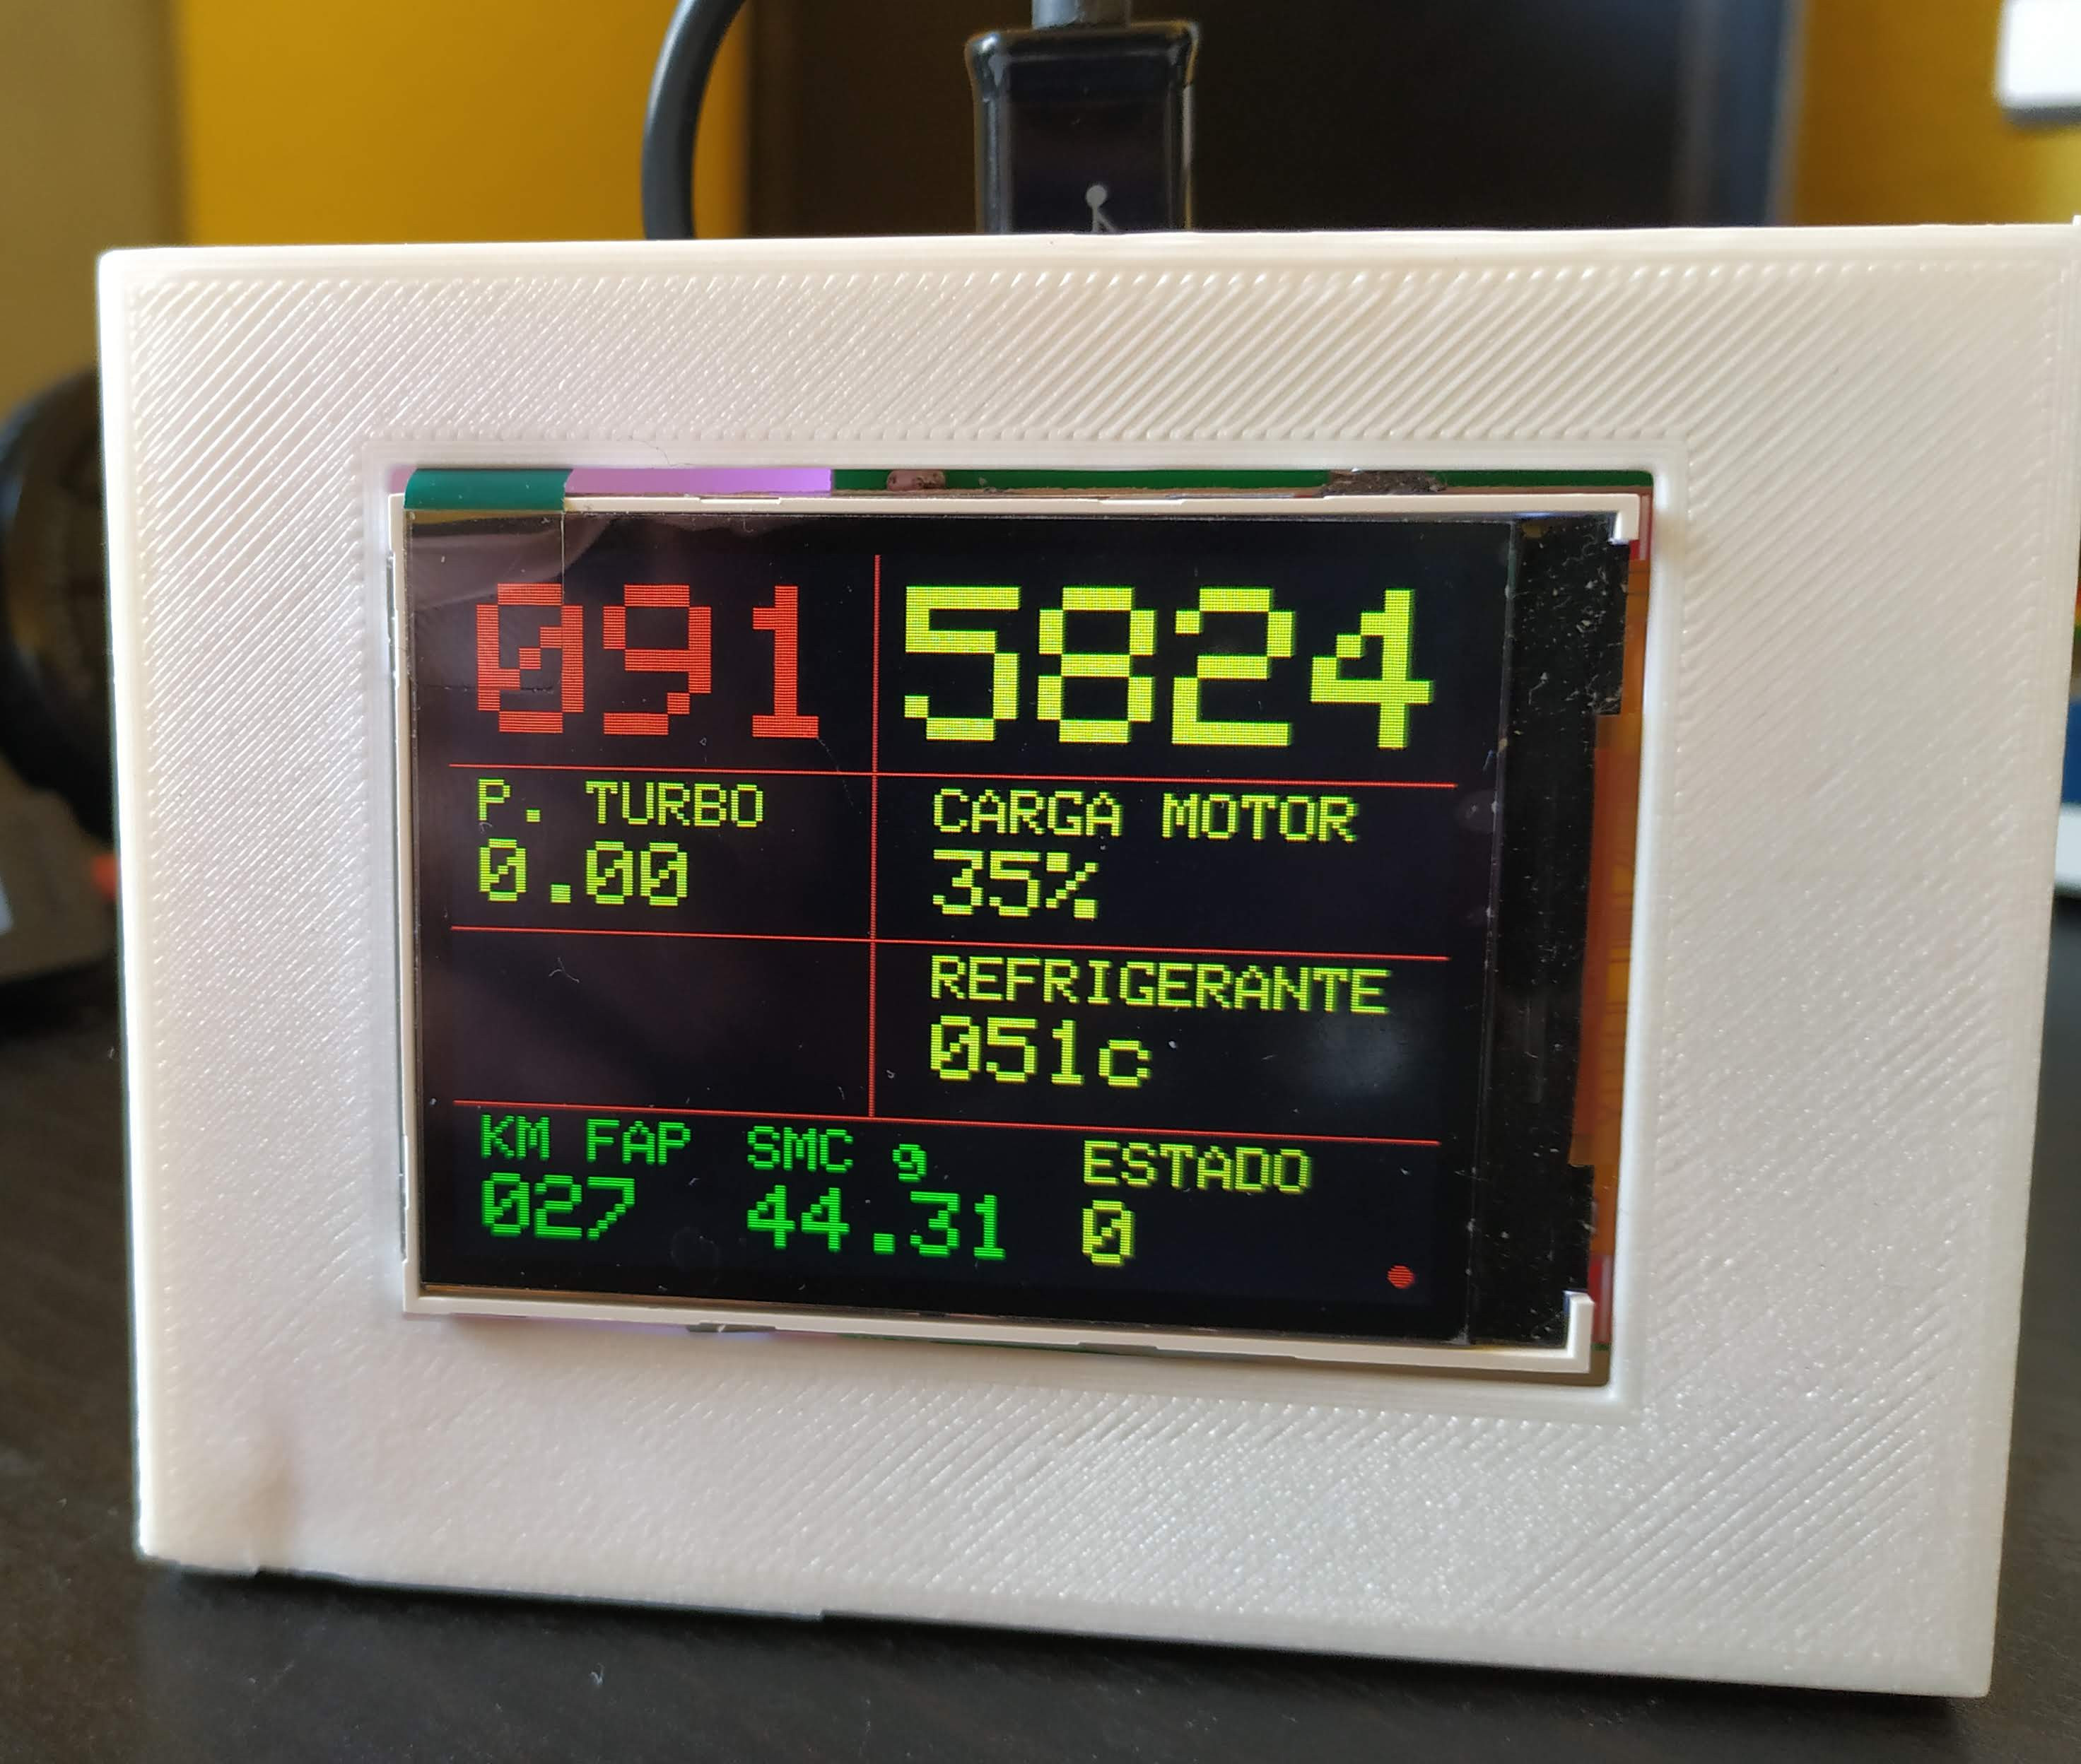 091 5824
P. TURBO
0.00
CARGA MOTOR
35%
REFRIGERANTE
051c
KM FAP
027
SMC g
44.31
ESTADO
0